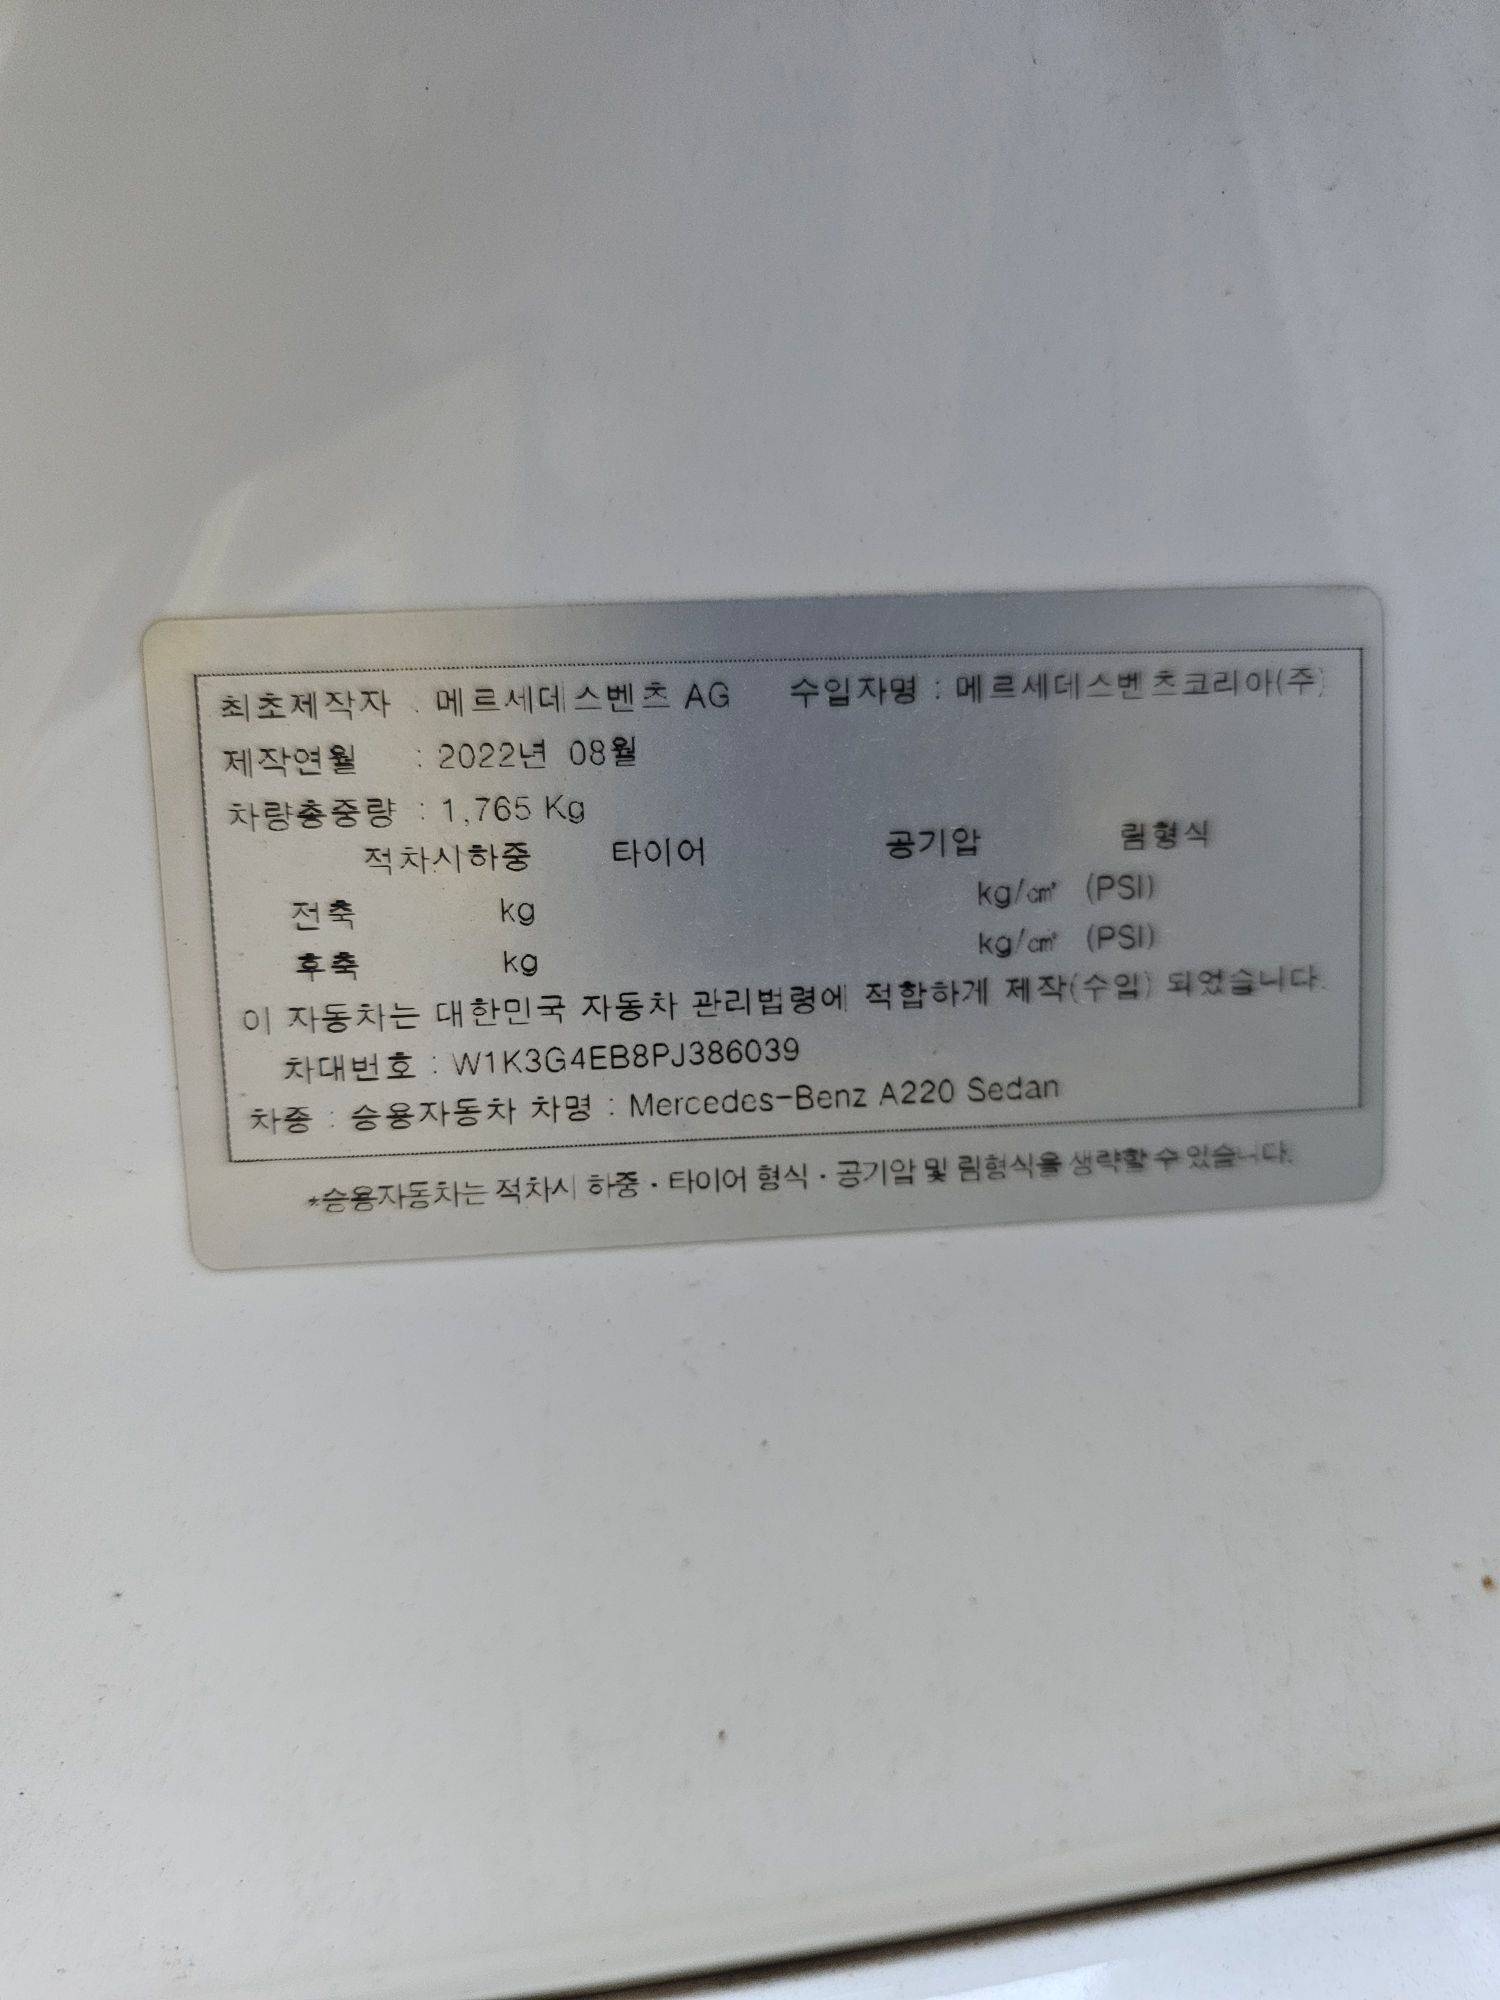 최초제작자 : 메르세데스벤츠 AG 수입자명 : 메르세데스벤츠코리아(주)
제작연월 : 2022년 08월
차량총중량 : 1,765 Kg
적차시하중 타이어 공기압 림형식
전축 kg kg/㎠ (PSI)
후축 kg kg/㎠ (PSI)
이 자동차는 대한민국 자동차 관리법령에 적합하게 제작(수입) 되었습니다.
차대번호 : W1K3G4EB8PJ386039
차종 : 승용자동차 차명 : Mercedes-Benz A220 Sedan
*승용자동차는 적차시 하중·타이어 형식·공기압 및 림형식을 생략할 수 있습니다.